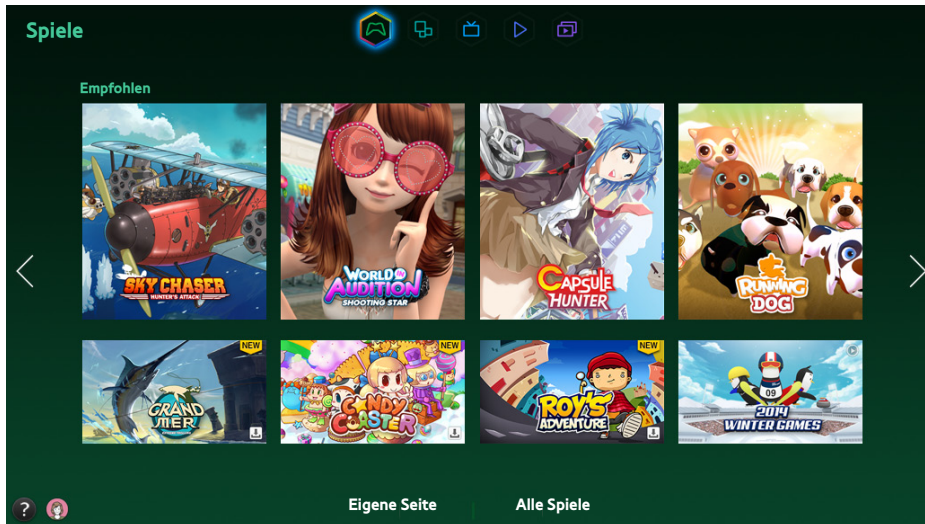 Spiele
Empfohlen
SKY CHASER
HUNTER'S ATTACK!
WORLD IN
AUDITION
SHOOTING STAR
CAPSULE
HUNTER
RUNNING
DOG
NEW
GRAND
MER
NEW
CANDY
COASTER
NEW
ROY'S
ADVENTURE
09
2014
WINTER GAMES
?
Eigene Seite
Alle Spiele